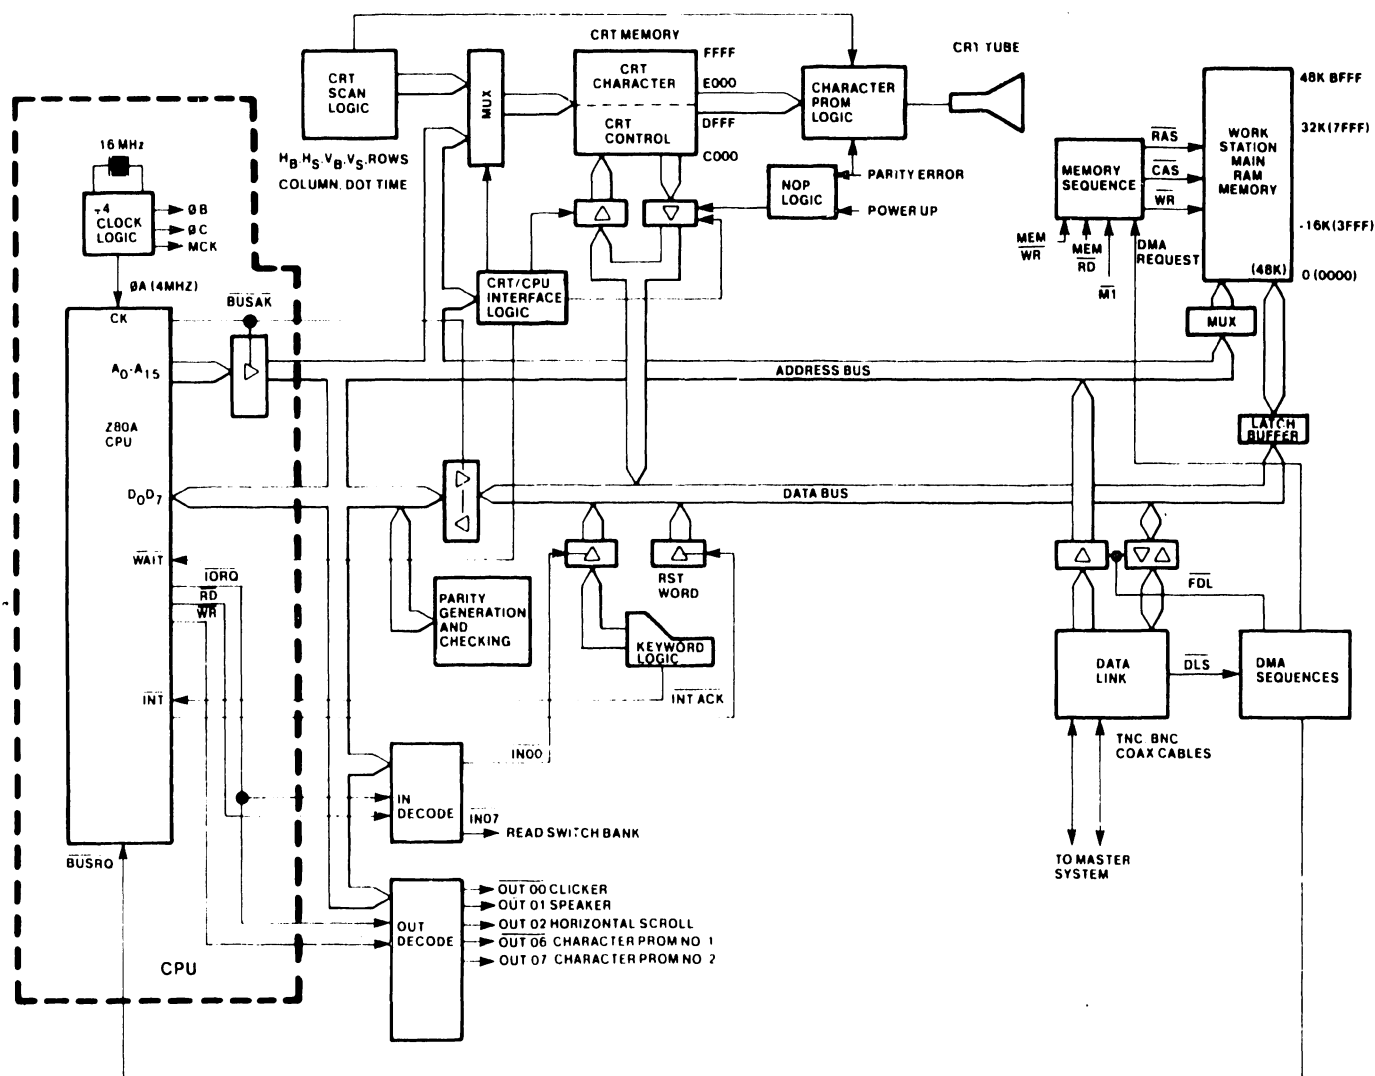 CRT MEMORY
FFFF
CRT TUBE
CRT
SCAN
LOGIC
MUX
CRT
CHARACTER
E000
CHARACTER
PROM
LOGIC
48K BFFF
DFFF
CRT
CONTROL
C000
32K(7FFF)
RAS
WORK
STATION
MAIN
RAM
MEMORY
16 MHz
HB.HS.VB.VS.ROWS
COLUMN. DOT TIME
MEMORY
SEQUENCE
CAS
WR
NOP
LOGIC
PARITY ERROR
POWER UP
÷4
CLOCK
LOGIC
ØB
ØC
MCK
-16K(3FFF)
MEM
WR
MEM
RD
M1
DMA
REQUEST
(48K)
0 (0000)
CRT/CPU
INTERFACE
LOGIC
ØA (4MHZ)
BUSAK
CK
MUX
A0-A15
ADDRESS BUS
Z80A
CPU
LATCH
BUFFER
D0D7
DATA BUS
WAIT
IORQ
RD
WR
RST
WORD
FDL
PARITY
GENERATION
AND
CHECKING
KEYWORD
LOGIC
DATA
LINK
DLS
DMA
SEQUENCES
INT
INT ACK
TNC BNC
COAX CABLES
IN00
IN
DECODE
IN07
READ SWITCH BANK
BUSRQ
TO MASTER
SYSTEM
OUT 00 CLICKER
OUT 01 SPEAKER
OUT
DECODE
OUT 02 HORIZONTAL SCROLL
OUT 06 CHARACTER PROM NO 1
OUT 07 CHARACTER PROM NO 2
CPU